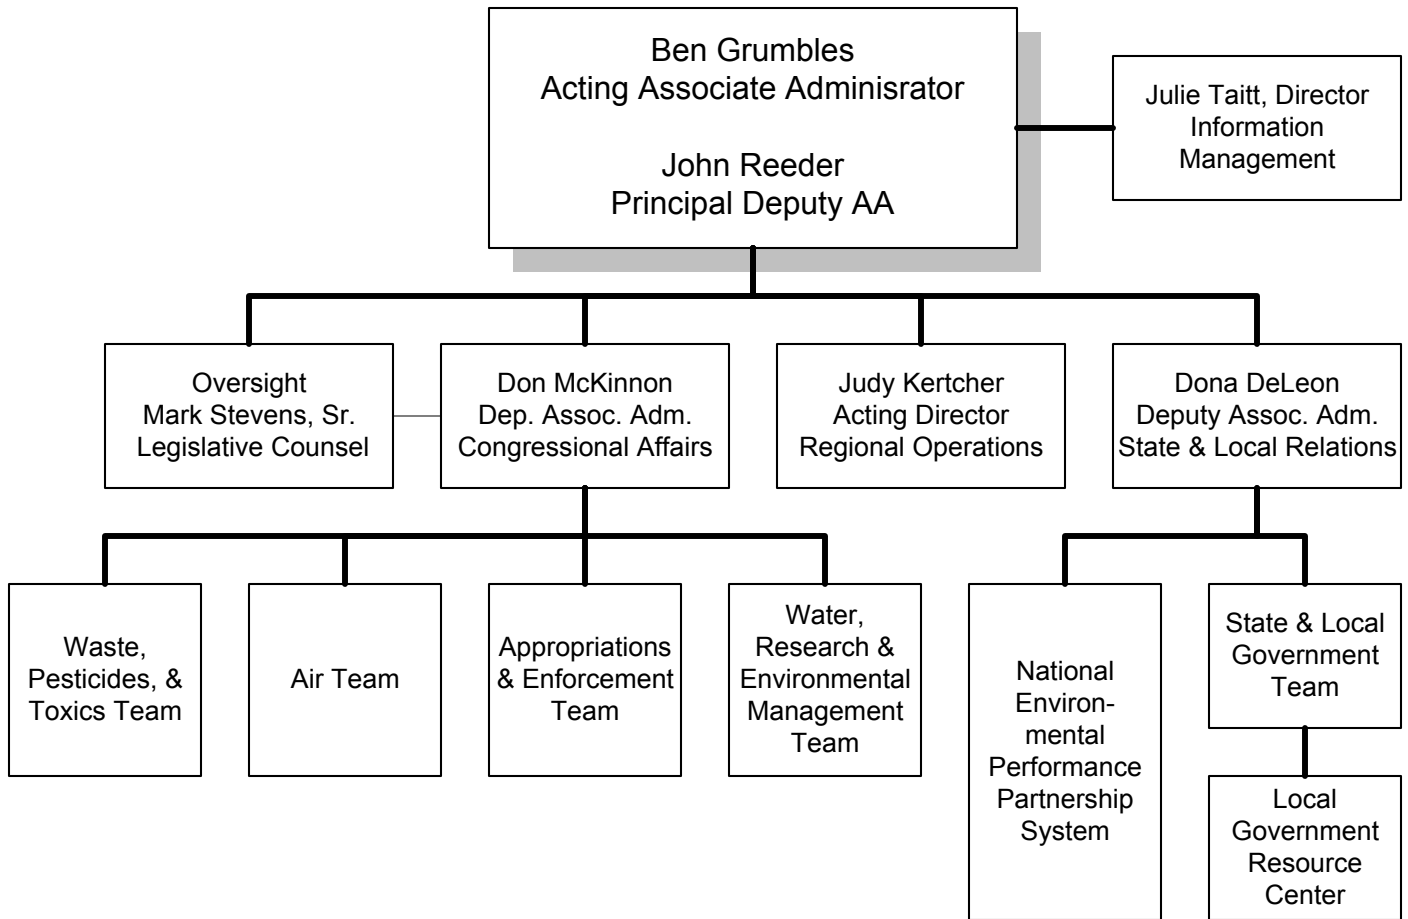 Ben Grumbles
Acting Associate Adminisrator
John Reeder
Principal Deputy AA
Julie Taitt, Director
Information
Management
Oversight
Mark Stevens, Sr.
Legislative Counsel
Don McKinnon
Dep. Assoc. Adm.
Congressional Affairs
Judy Kertcher
Acting Director
Regional Operations
Dona DeLeon
Deputy Assoc. Adm.
State & Local Relations
Waste,
Pesticides, &
Toxics Team
Air Team
Appropriations
& Enforcement
Team
Water,
Research &
Environmental
Management
Team
National
Environ-
mental
Performance
Partnership
System
State & Local
Government
Team
Local
Government
Resource
Center